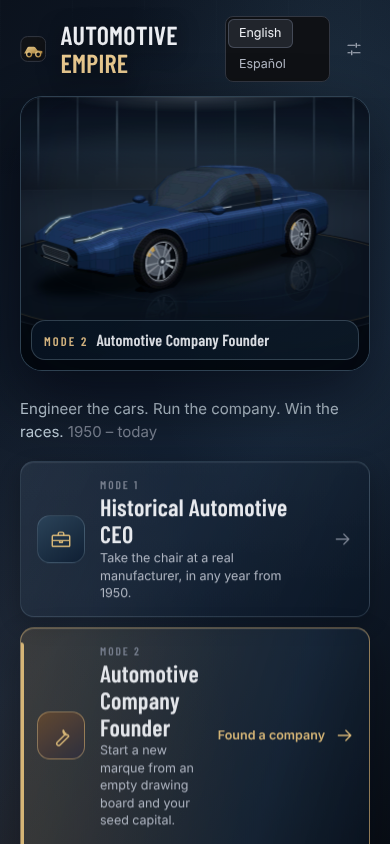 AUTOMOTIVE
EMPIRE
English
Español
MODE 2 Automotive Company Founder
Engineer the cars. Run the company. Win the
races. 1950 – today
MODE 1
Historical Automotive
CEO
Take the chair at a real
manufacturer, in any year from
1950.
MODE 2
Automotive
Company
Founder
Start a new
marque from an
empty drawing
board and your
seed capital.
Found a company